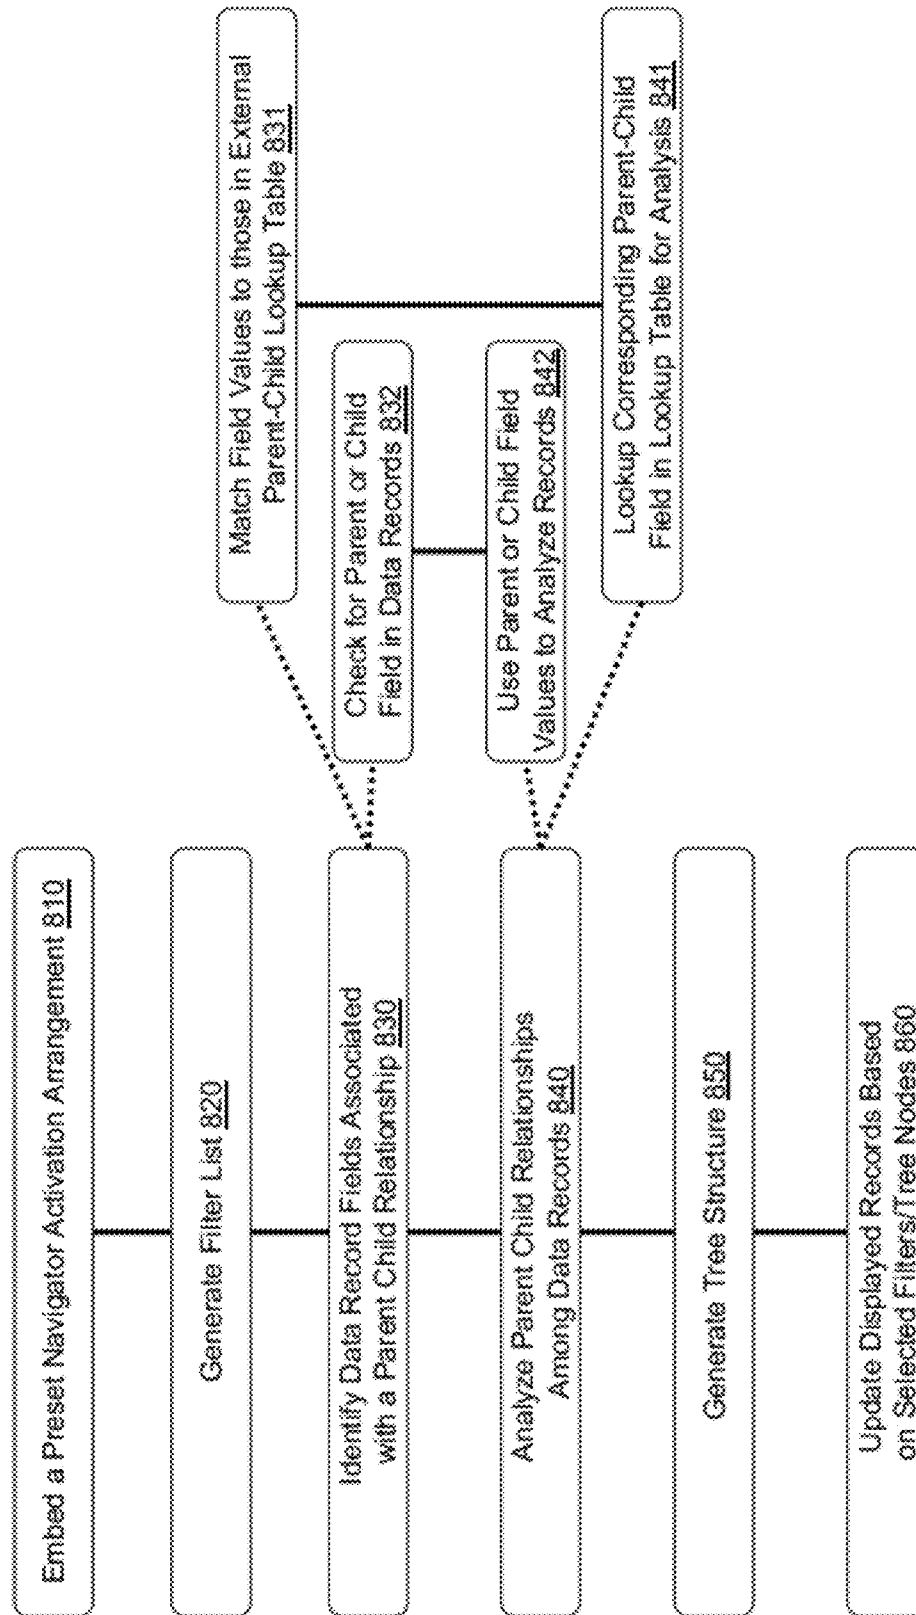 Embed a Preset Navigator Activation Arrangement 810
Generate Filter List 820
Identify Data Record Fields Associated
with a Parent Child Relationship 830
Analyze Parent Child Relationships
Among Data Records 840
Generate Tree Structure 850
Update Displayed Records Based
on Selected Filters/Tree Nodes 860
Match Field Values to those in External
Parent-Child Lookup Table 831
Check for Parent or Child
Field in Data Records 832
Use Parent or Child Field
Values to Analyze Records 842
Lookup Corresponding Parent-Child
Field in Lookup Table for Analysis 841